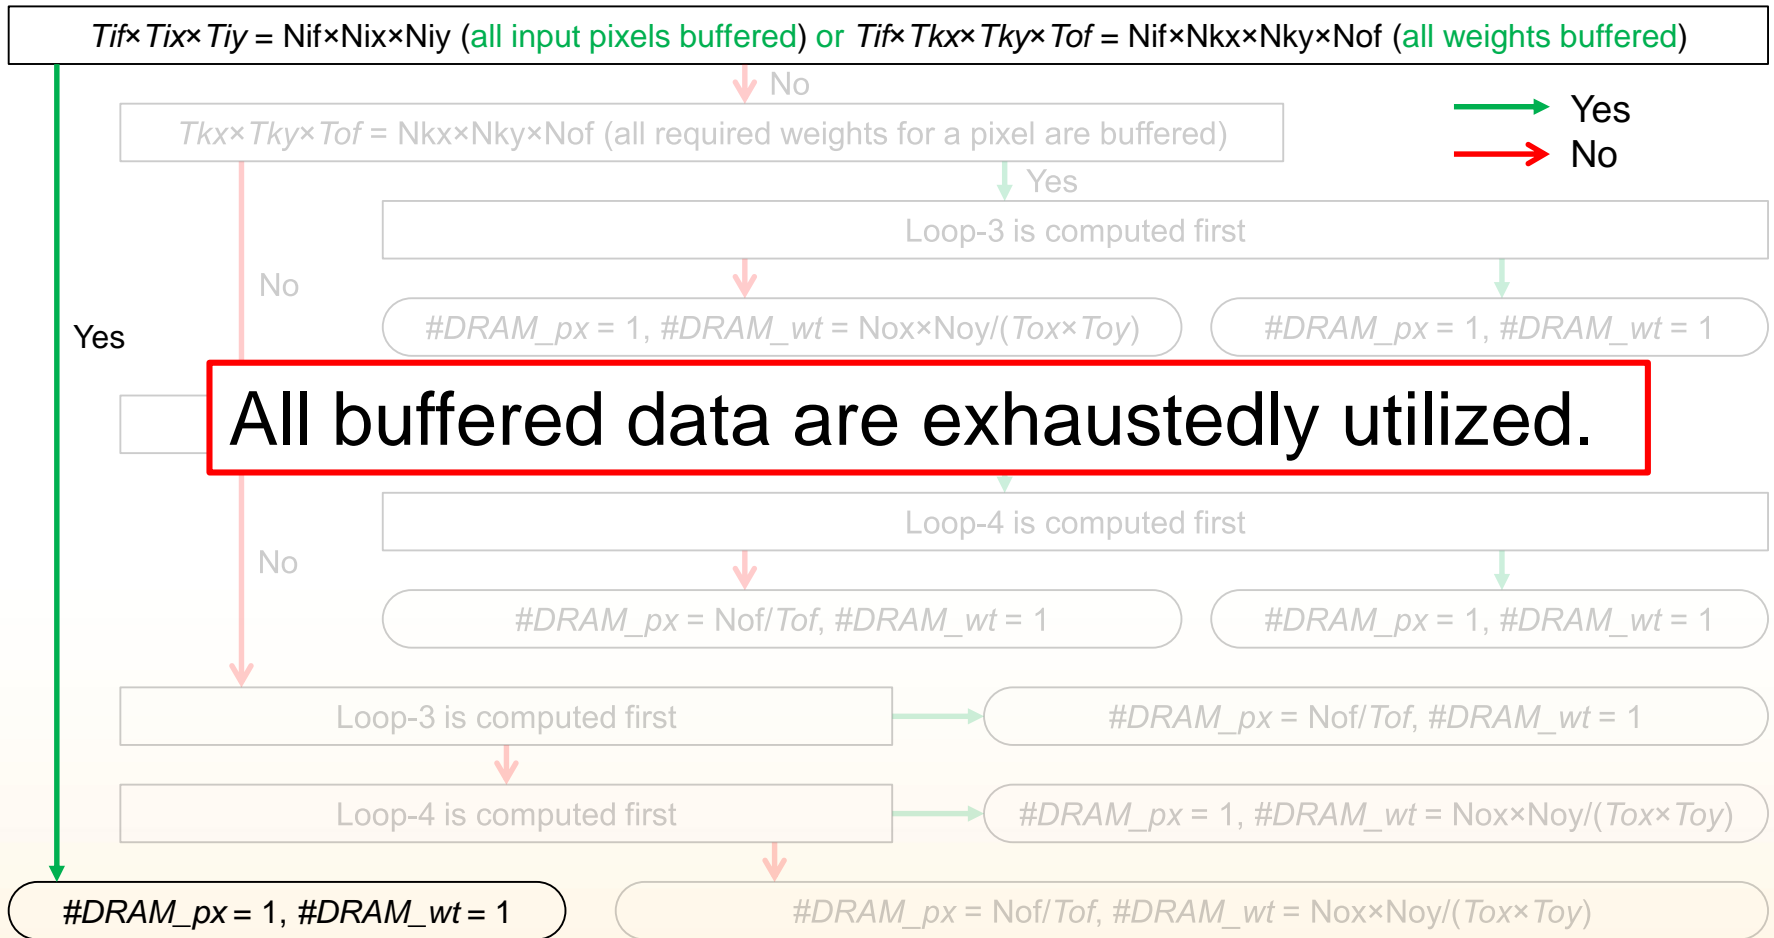 Tif×Tix×Tiy = Nif×Nix×Niy (all input pixels buffered) or Tif×Tkx×Tky×Tof = Nif×Nkx×Nky×Nof (all weights buffered)
No
Tkx×Tky×Tof = Nkx×Nky×Nof (all required weights for a pixel are buffered)
Yes
No
Yes
Loop-3 is computed first
No
#DRAM_px = 1, #DRAM_wt = Nox×Noy/(Tox×Toy)
#DRAM_px = 1, #DRAM_wt = 1
Yes
All buffered data are exhaustedly utilized.
Loop-4 is computed first
No
#DRAM_px = Nof/Tof, #DRAM_wt = 1
#DRAM_px = 1, #DRAM_wt = 1
Loop-3 is computed first
#DRAM_px = Nof/Tof, #DRAM_wt = 1
Loop-4 is computed first
#DRAM_px = 1, #DRAM_wt = Nox×Noy/(Tox×Toy)
#DRAM_px = 1, #DRAM_wt = 1
#DRAM_px = Nof/Tof, #DRAM_wt = Nox×Noy/(Tox×Toy)